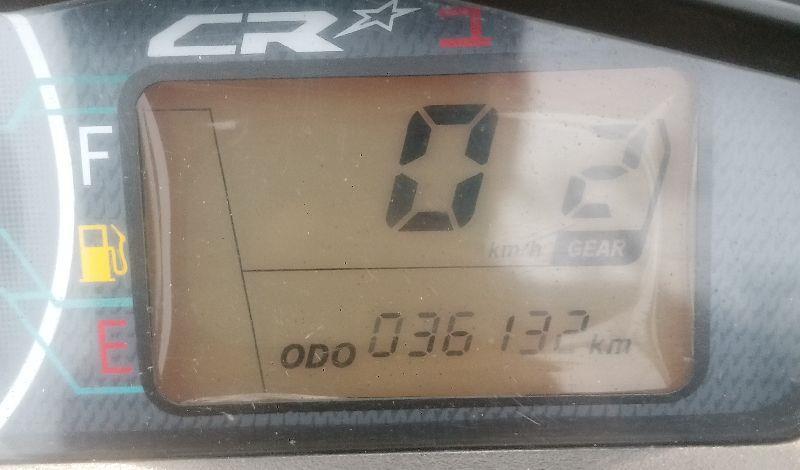 CR
F
0 2
km/h GEAR
E
ODO 036132 km